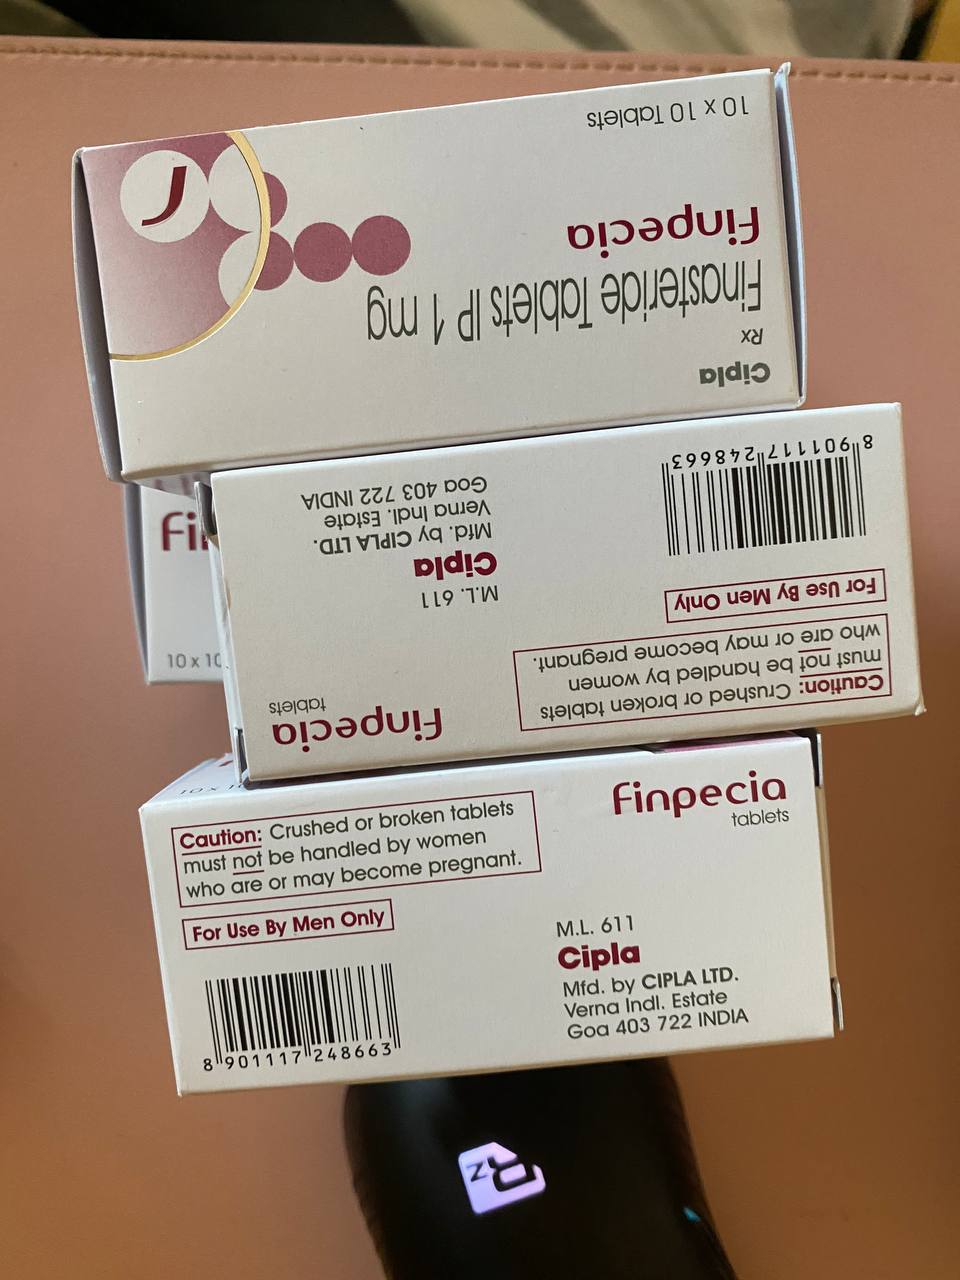 10 x 10 Tablets
Finpecia
Finasteride Tablets IP 1 mg
Rx
Cipla
8 901117 248663
For Use By Men Only
Caution: Crushed or broken tablets
must not be handled by women
who are or may become pregnant.
Finpecia
tablets
M.L. 611
Cipla
Mfd. by CIPLA LTD.
Verna Indl. Estate
Goa 403 722 INDIA
Fi
10 x 10
10 x 1
Caution: Crushed or broken tablets
must not be handled by women
who are or may become pregnant.
For Use By Men Only
8 901117 248663
Finpecia
tablets
M.L. 611
Cipla
Mfd. by CIPLA LTD.
Verna Indl. Estate
Goa 403 722 INDIA